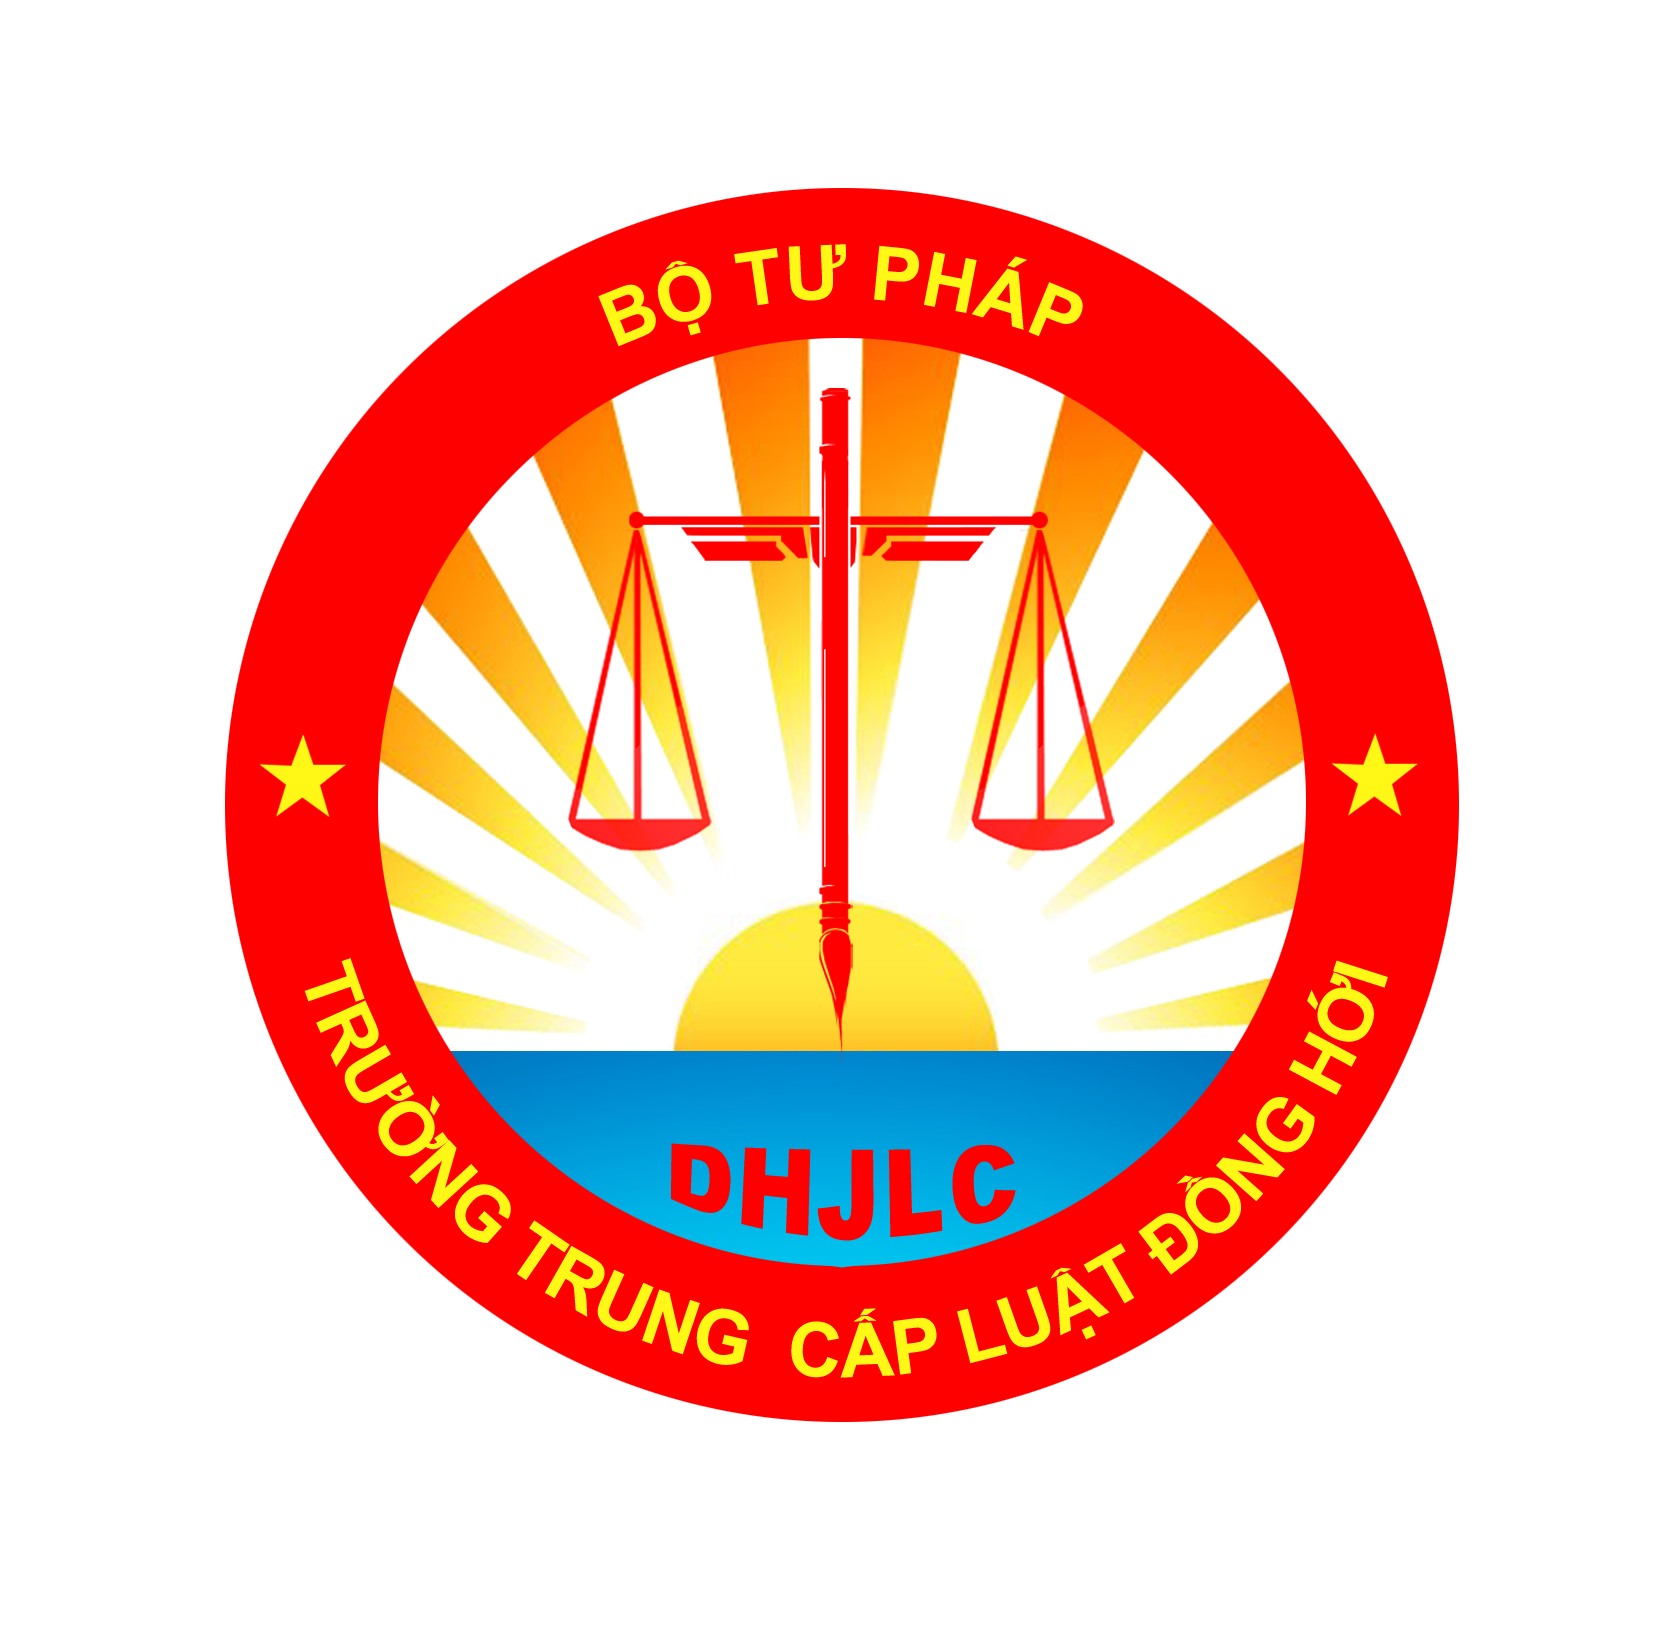 BỘ TƯ PHÁP
DHJLC
TRƯỜNG TRUNG CẤP LUẬT ĐỒNG HỚI